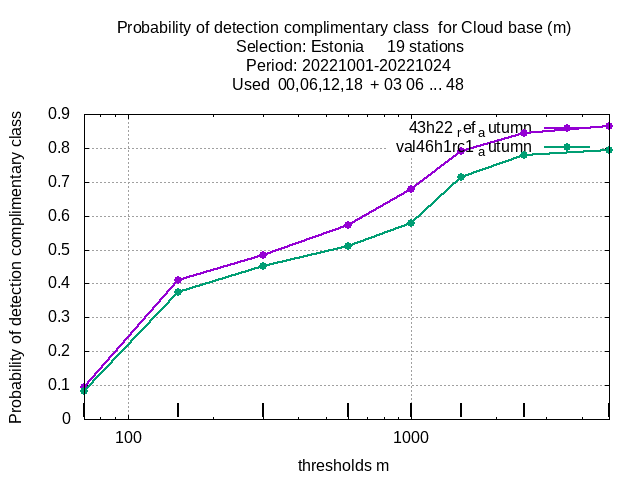 Probability of detection complimentary class  for Cloud base (m)
Selection: Estonia     19 stations
Period: 20221001-20221024
Used  00,06,12,18  + 03 06 ... 48
Probability of detection complimentary class
0.9
0.8
0.7
0.6
0.5
0.4
0.3
0.2
0.1
0
43h22 ref autumn
val46h1rc1 autumn
100
1000
thresholds m